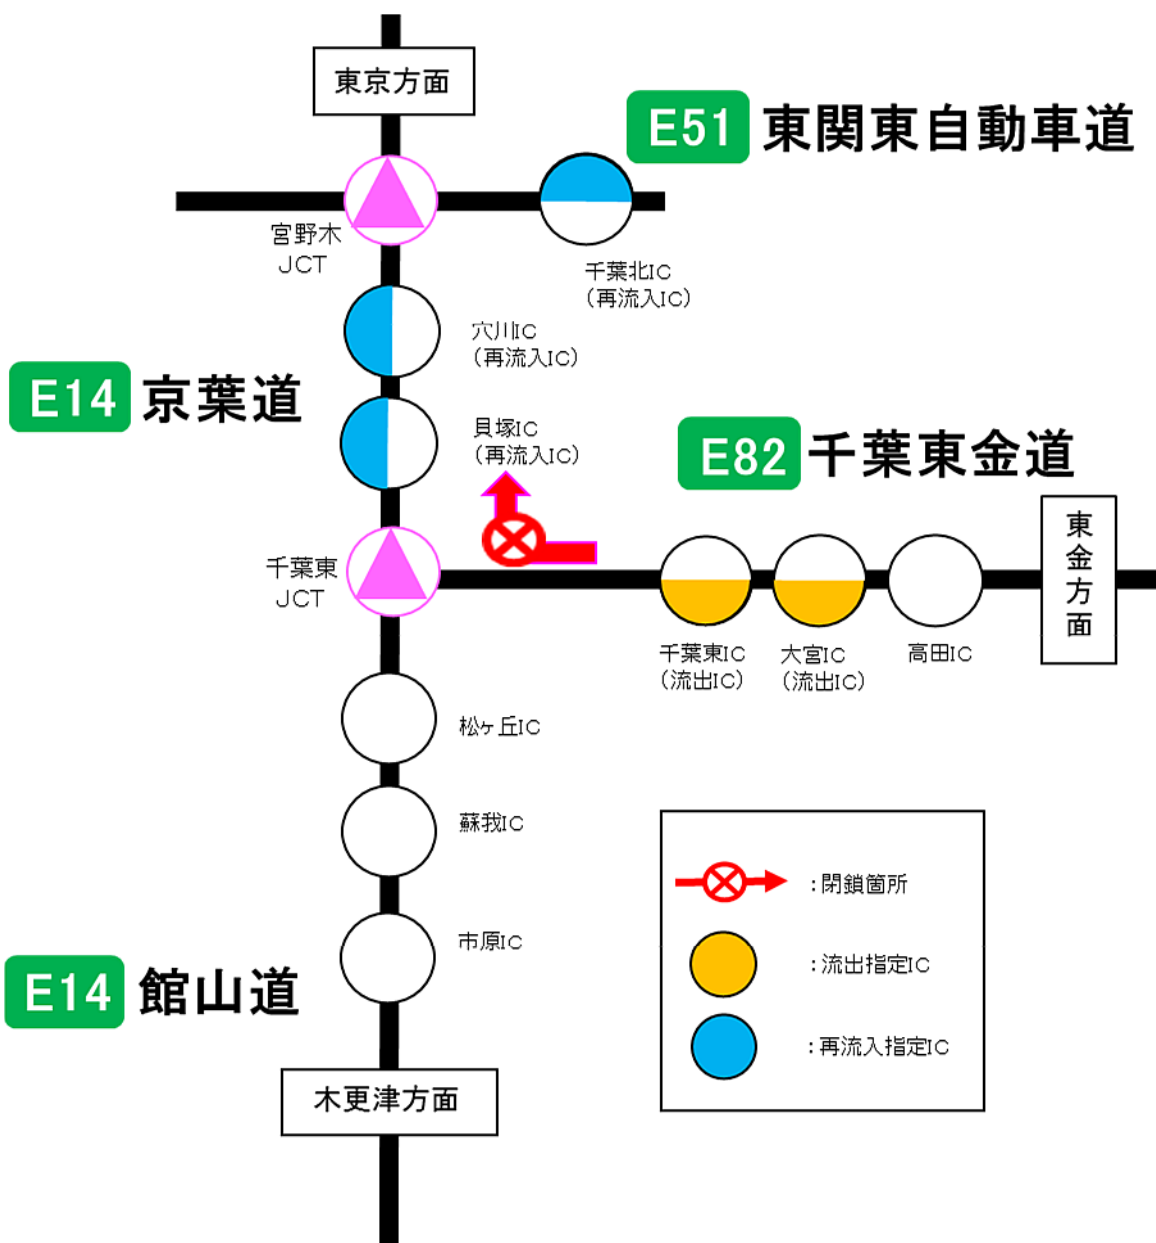 東京方面
E51 東関東自動車道
宮野木
JCT
千葉北IC
(再流入IC)
穴川IC
(再流入IC)
E14 京葉道
貝塚IC
(再流入IC)
E82 千葉東金道
東金方面
千葉東
JCT
千葉東IC
(流出IC)
大宮IC
(流出IC)
高田IC
松ヶ丘IC
蘇我IC
市原IC
E14 館山道
木更津方面
:閉鎖箇所
:流出指定IC
:再流入指定IC